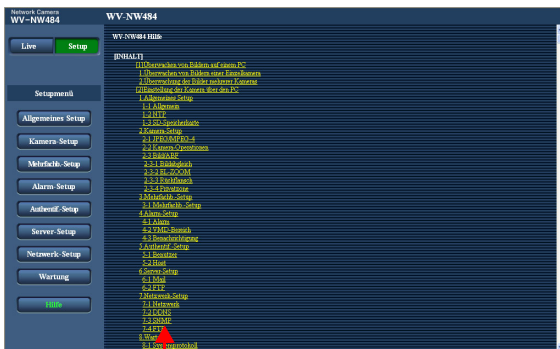 Network Camera
WV-NW484
WV-NW484
Live
Setup
Setupmenü
Allgemeines Setup
Kamera-Setup
Mehrfachb.-Setup
Alarm-Setup
Authentif.-Setup
Server-Setup
Netzwerk-Setup
Wartung
Hilfe
WV-NW484 Hilfe
[INHALT]
[1]Überwachen von Bildern auf einem PC
1.Überwachen von Bildern einer Einzelkamera
2.Überwachung der Bilder mehrerer Kameras
[2]Einstellung der Kamera über den PC
1.Allgemeines Setup
1-1 Allgemein
1-2 NTP
1-3 SD-Speicherkarte
2.Kamera-Setup
2-1 JPEG/MPEG-4
2-2 Kamera-Operationen
2-3 Bild/ABF
2-3-1 Bildabgleich
2-3-2 EL-ZOOM
2-3-3 Rückflansch
2-3-4 Privatzone
3.Mehrfachb.-Setup
3-1 Mehrfachb.-Setup
4.Alarm-Setup
4-1 Alarm
4-2 VMD-Bereich
4-3 Benachrichtigung
5.Authentif.-Setup
5-1 Benutzer
5-2 Host
6.Server-Setup
6-1 Mail
6-2 FTP
7.Netzwerk-Setup
7-1 Netzwerk
7-2 DDNS
7-3 SNMP
7-4 FTP
8.Wartung
8-1 Systemprotokoll